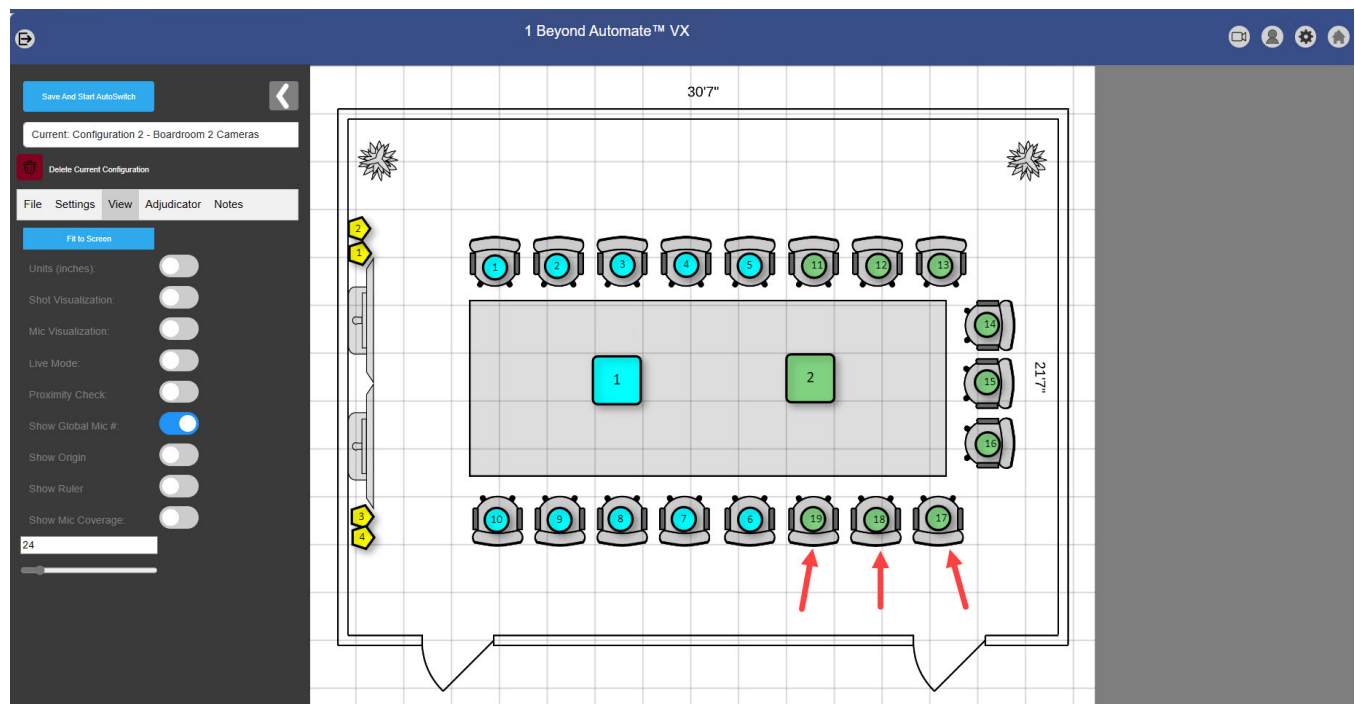 1 Beyond Automate™ VX
Save And Start AutoSwitch
Current: Configuration 2 - Boardroom 2 Cameras
Delete Current Configuration
File Settings View Adjudicator Notes
Fit to Screen
Units (inches):
Shot Visualization:
Mic Visualization:
Live Mode:
Proximity Check:
Show Global Mic #:
Show Origin
Show Ruler
Show Mic Coverage:
24
30'7"
2
1
1 2 3 4 5 11 12 13
14
15
16
21'7"
1 2
3
4
10 9 8 7 6 19 18 17